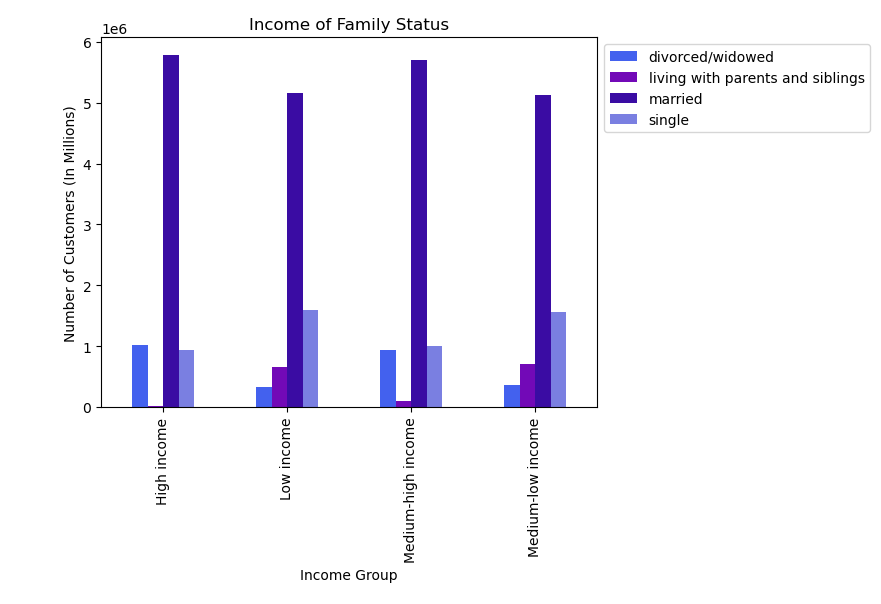 Income of Family Status
1e6
6
5
4
3
2
1
0
Number of Customers (In Millions)
High income
Low income
Medium-high income
Medium-low income
Income Group
divorced/widowed
living with parents and siblings
married
single